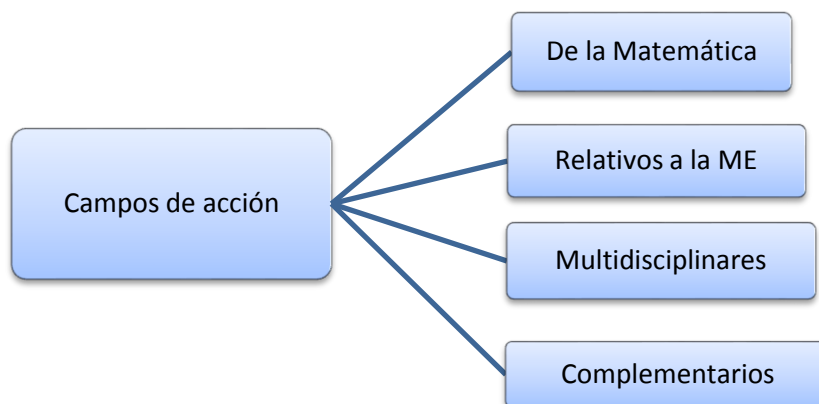 De la Matemática
Relativos a la ME
Campos de acción
Multidisciplinares
Complementarios